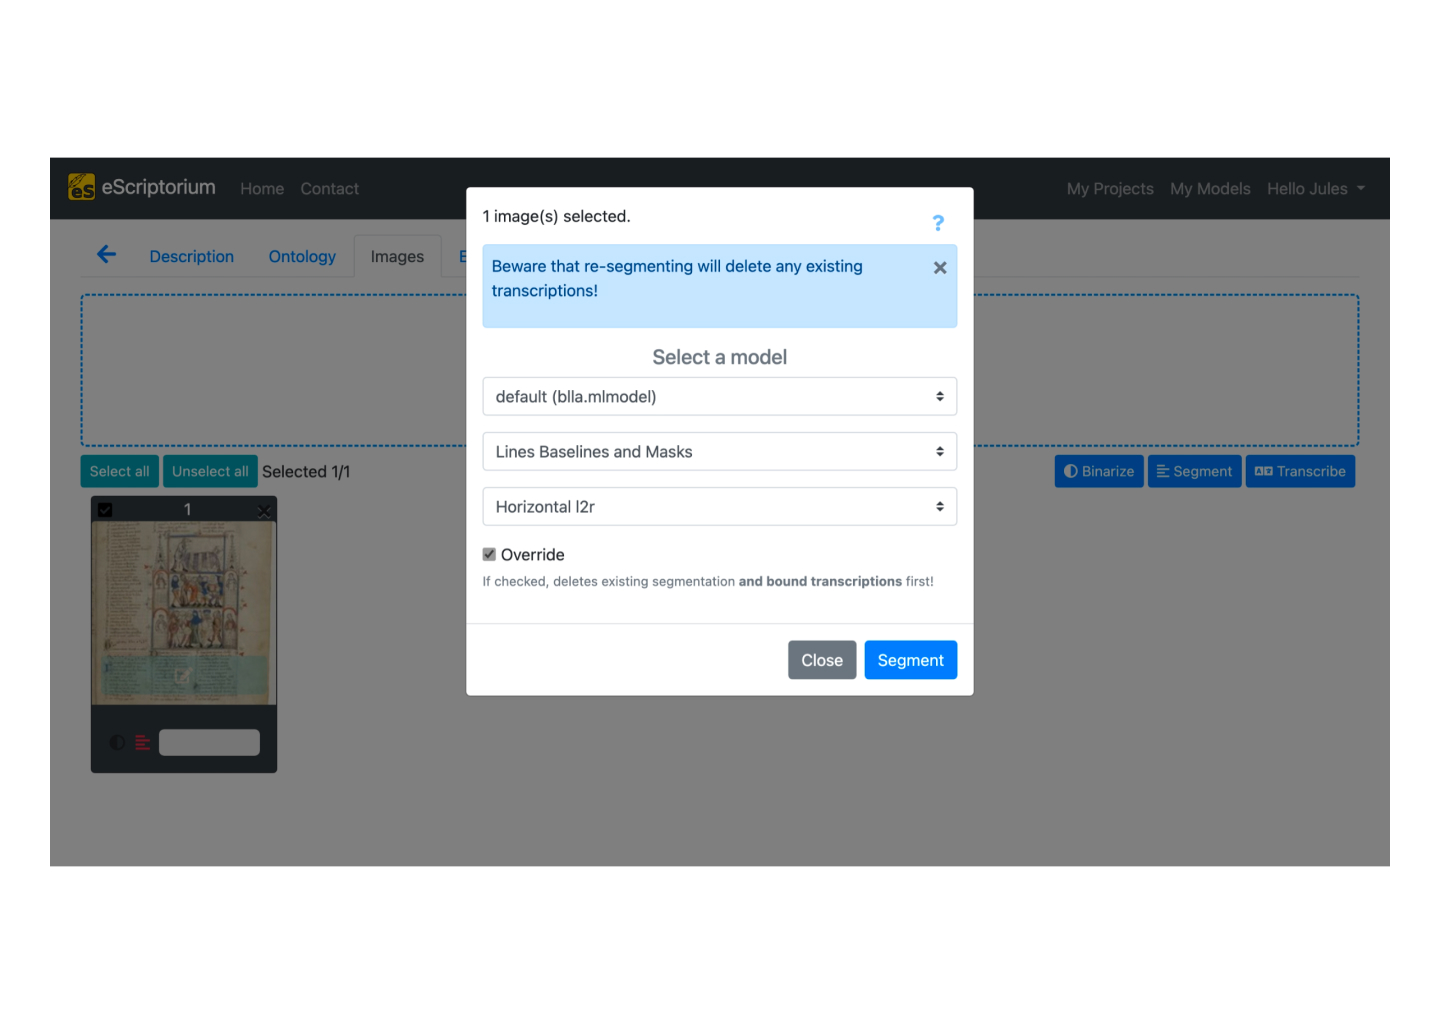 es eScriptorium Home Contact My Projects My Models Hello Jules
1 image(s) selected. ?
Description Ontology Images
Beware that re-segmenting will delete any existing
transcriptions!
Select a model
default (blla.mlmodel)
Lines Baselines and Masks
Select all Unselect all Selected 1/1 Binarize Segment Transcribe
Horizontal l2r
1
Override
If checked, deletes existing segmentation and bound transcriptions first!
Close Segment